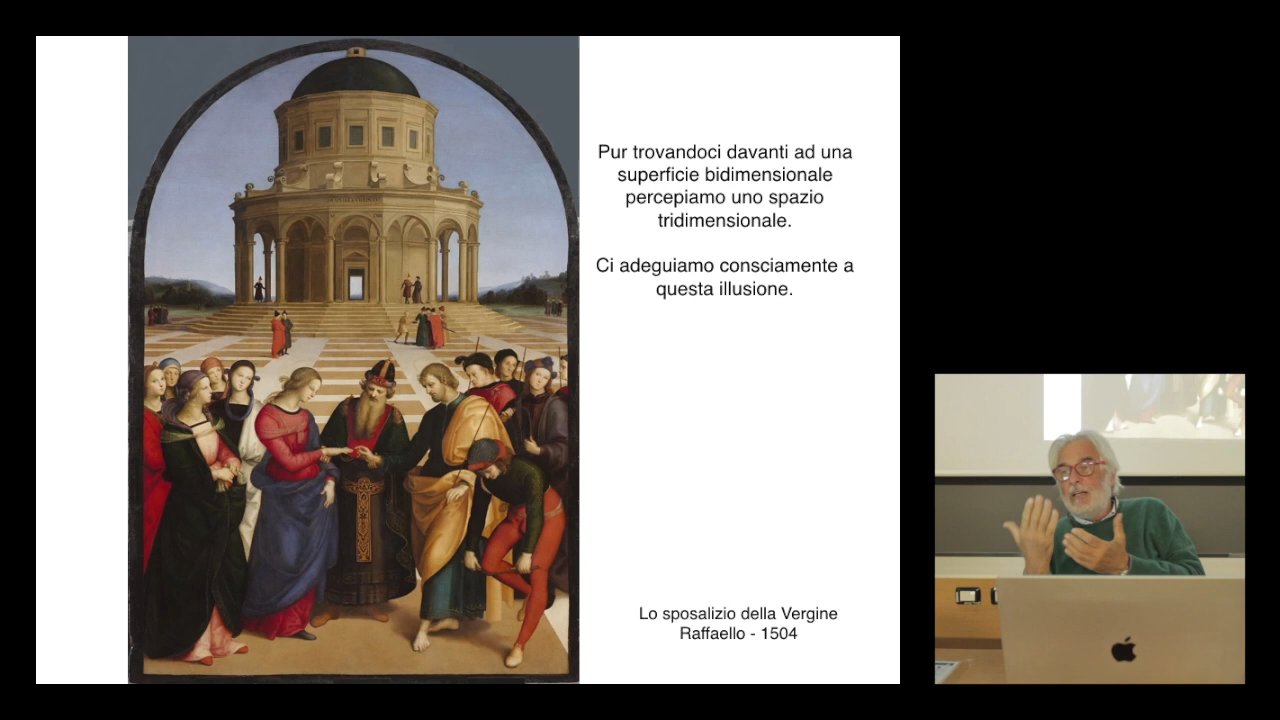 Pur trovandoci davanti ad una
superficie bidimensionale
percepiamo uno spazio
tridimensionale.
Ci adeguiamo consciamente a
questa illusione.
Lo sposalizio della Vergine
Raffaello - 1504